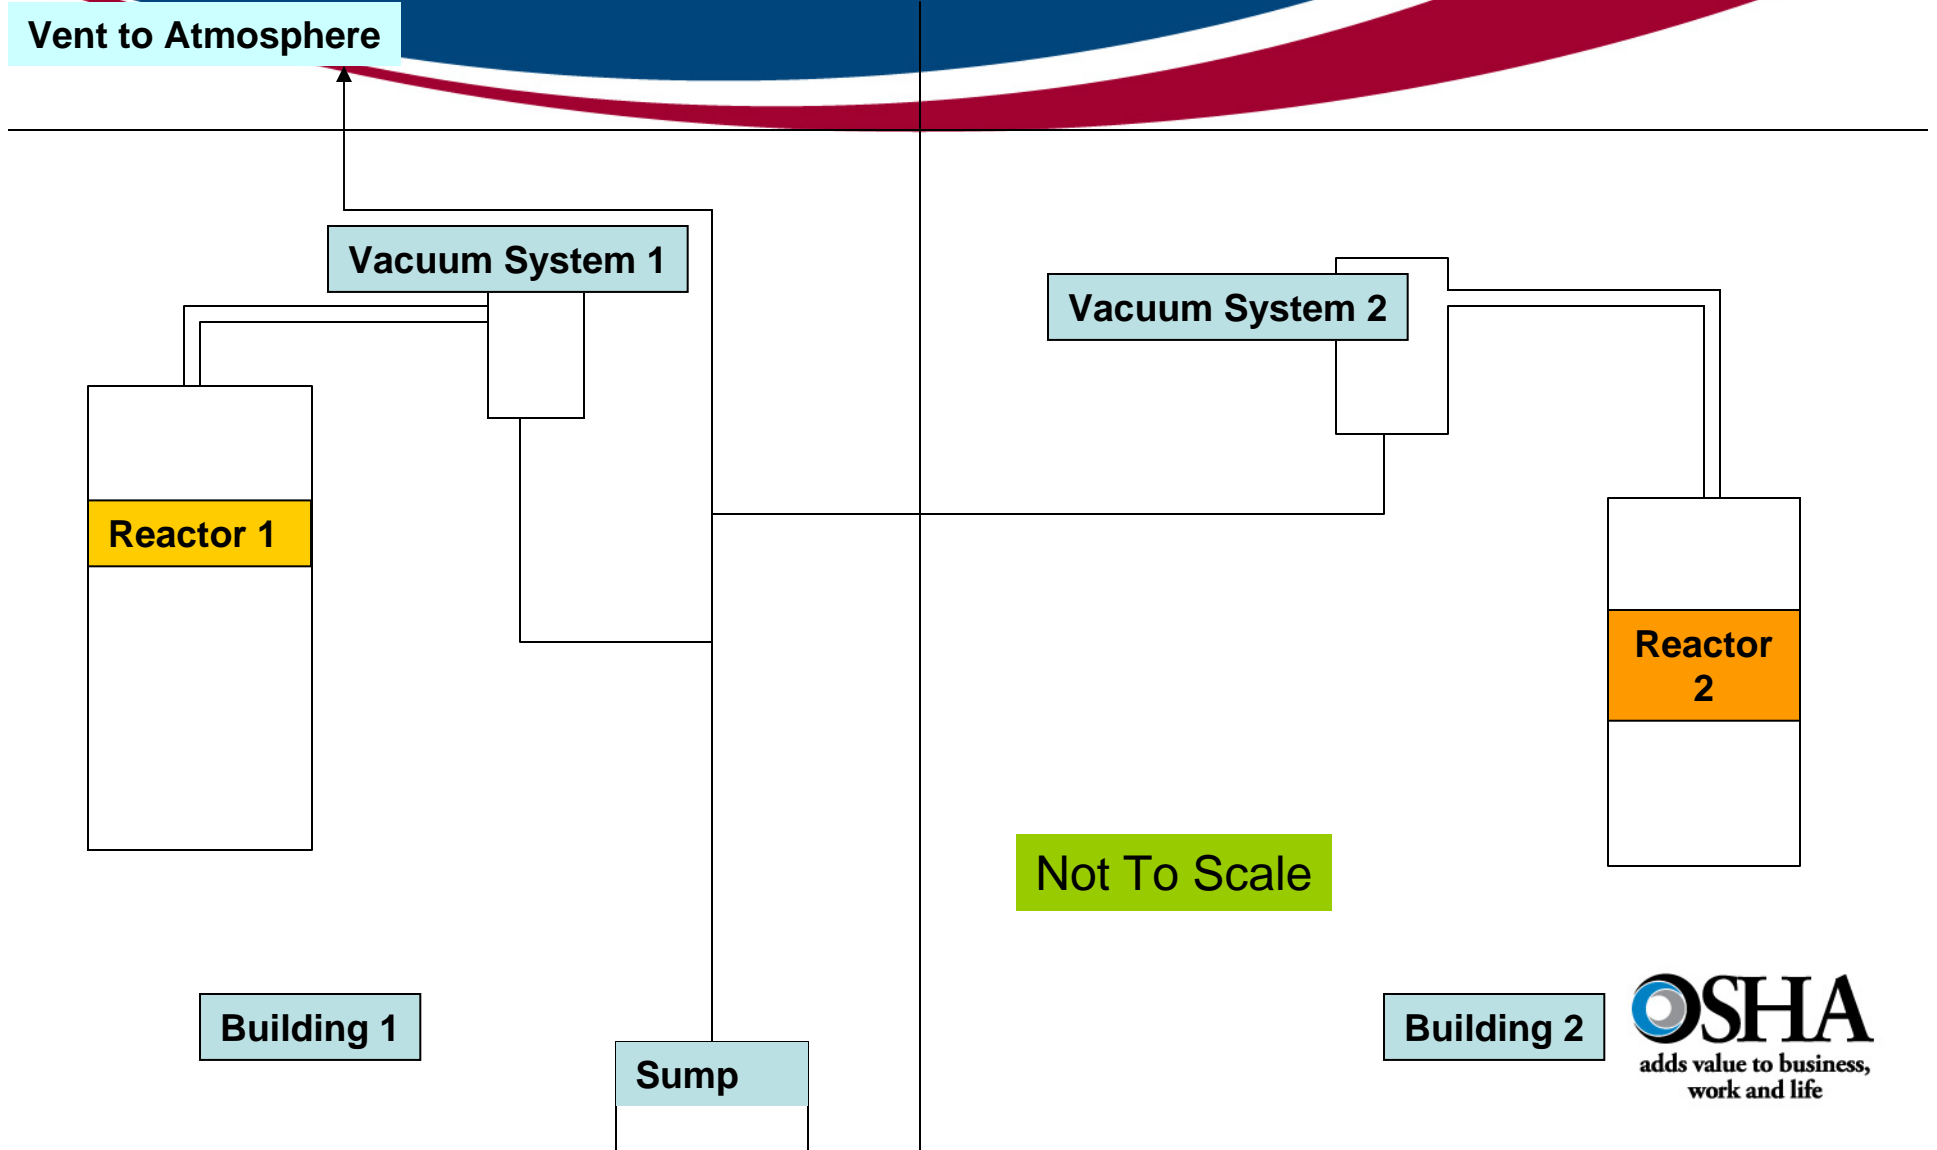 Vent to Atmosphere
Vacuum System 1
Vacuum System 2
Reactor 1
Reactor
2
Not To Scale
Building 1
Building 2
OSHA
adds value to business,
work and life
Sump